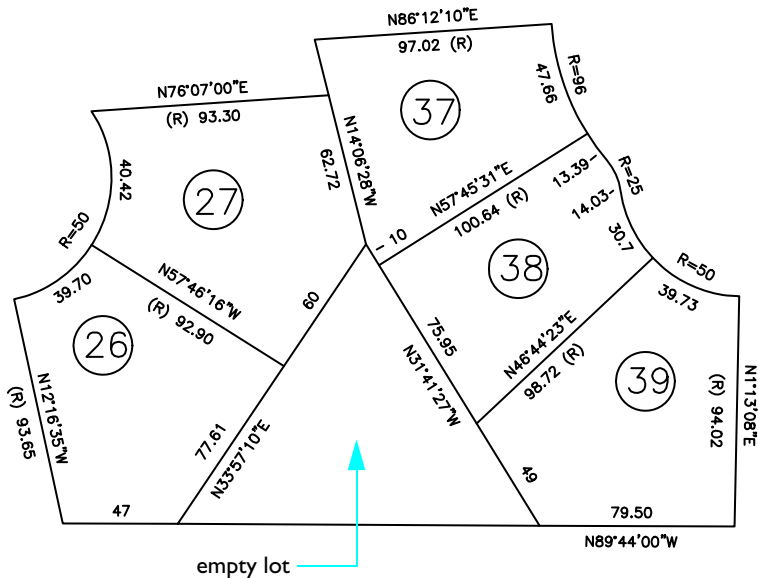 N86°12'10"E
97.02 (R)
R=96
47.66
37
N76°07'00"E
(R) 93.30
N14°06'28"W
62.72
40.42
27
R=50
N57°45'31"E
100.64 (R)
10
13.39
R=25
14.03
30.7
38
R=50
39.73
39.70
N57°46'16"W
(R) 92.90
60
26
N12°16'35"W
(R) 93.65
77.61
N33°57'10"E
75.95
N31°41'27"W
N46°44'23"E
98.72 (R)
39
N1°13'08"E
(R) 94.02
49
47
79.50
N89°44'00"W
empty lot